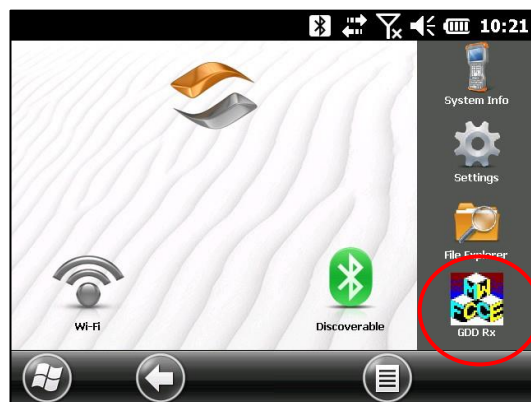 10:21
System Info
Settings
File Explorer
MW
FCCE
GDD Rx
Wi-Fi
Discoverable